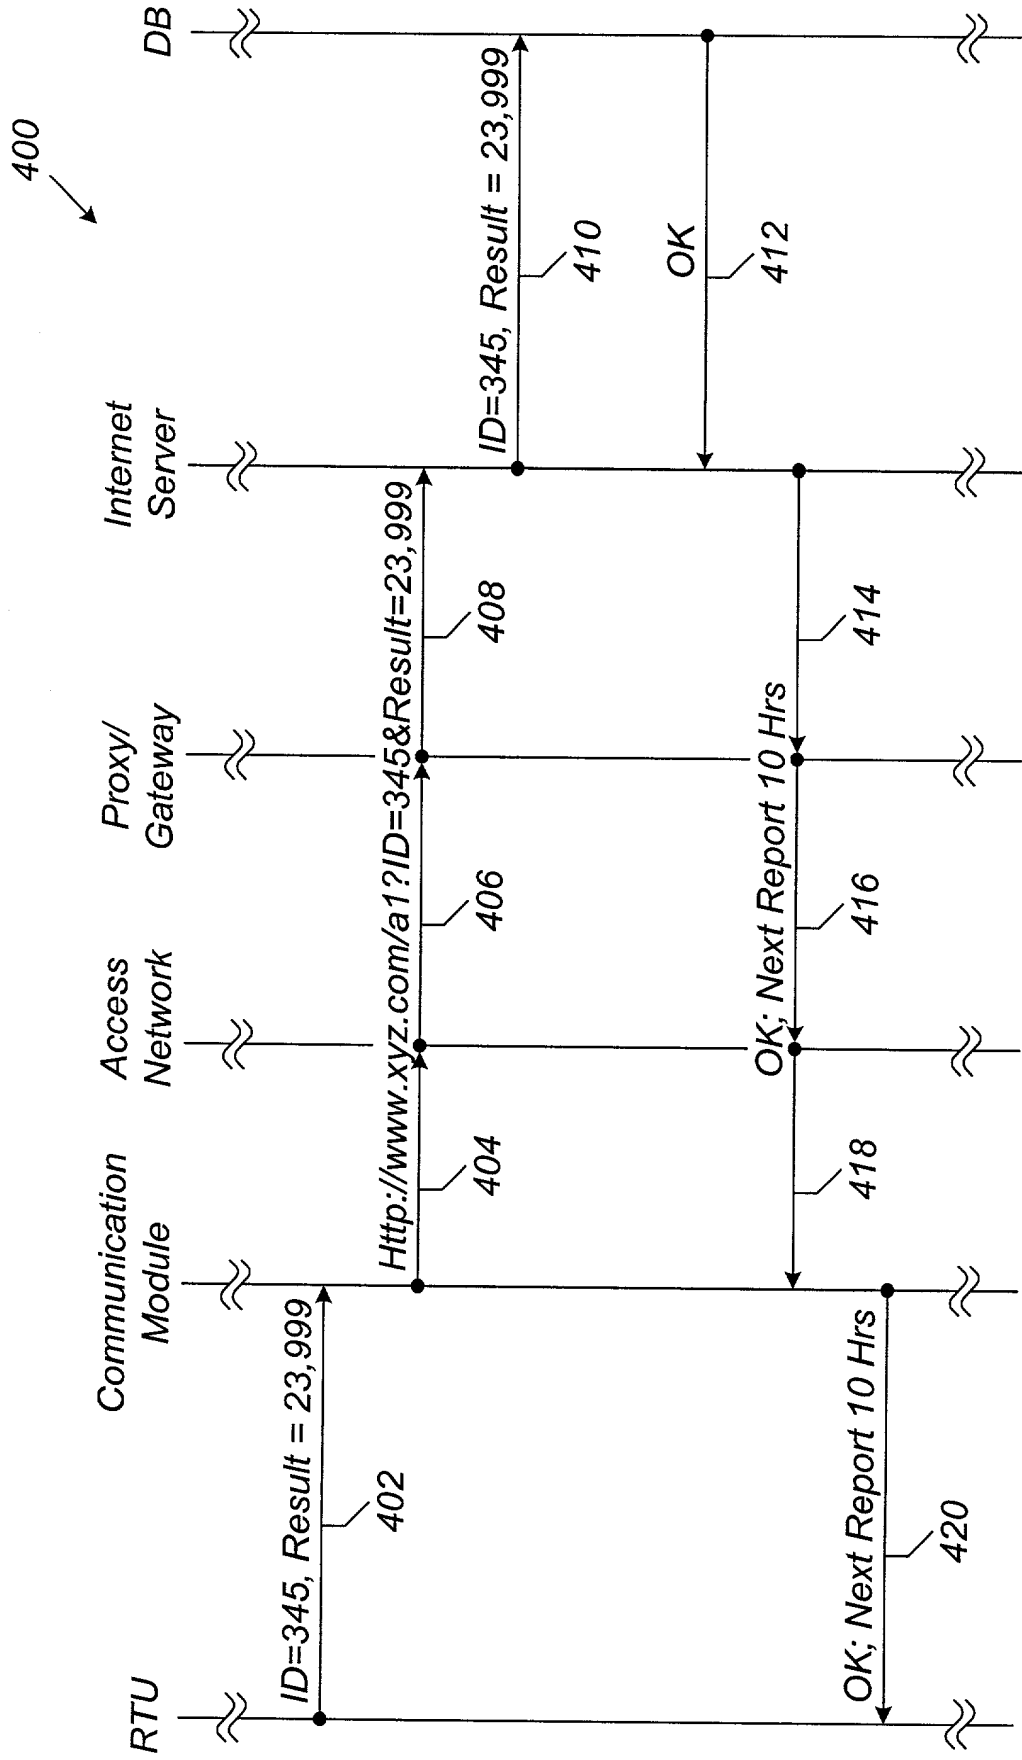 400
RTU
Communication
Module
Access
Network
Proxy/
Gateway
Internet
Server
DB
ID=345, Result = 23,999
402
Http://www.xyz.com/a1?ID=345&Result=23,999
404
406
408
ID=345, Result = 23,999
410
OK
412
OK; Next Report 10 Hrs
414
416
418
OK; Next Report 10 Hrs
420